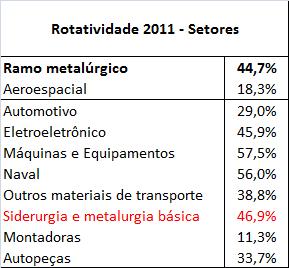 Rotatividade 2011 - Setores
Ramo metalúrgico 44,7%
Aeroespacial 18,3%
Automotivo 29,0%
Eletroeletrônico 45,9%
Máquinas e Equipamentos 57,5%
Naval 56,0%
Outros materiais de transporte 38,8%
Siderurgia e metalurgia básica 46,9%
Montadoras 11,3%
Autopeças 33,7%